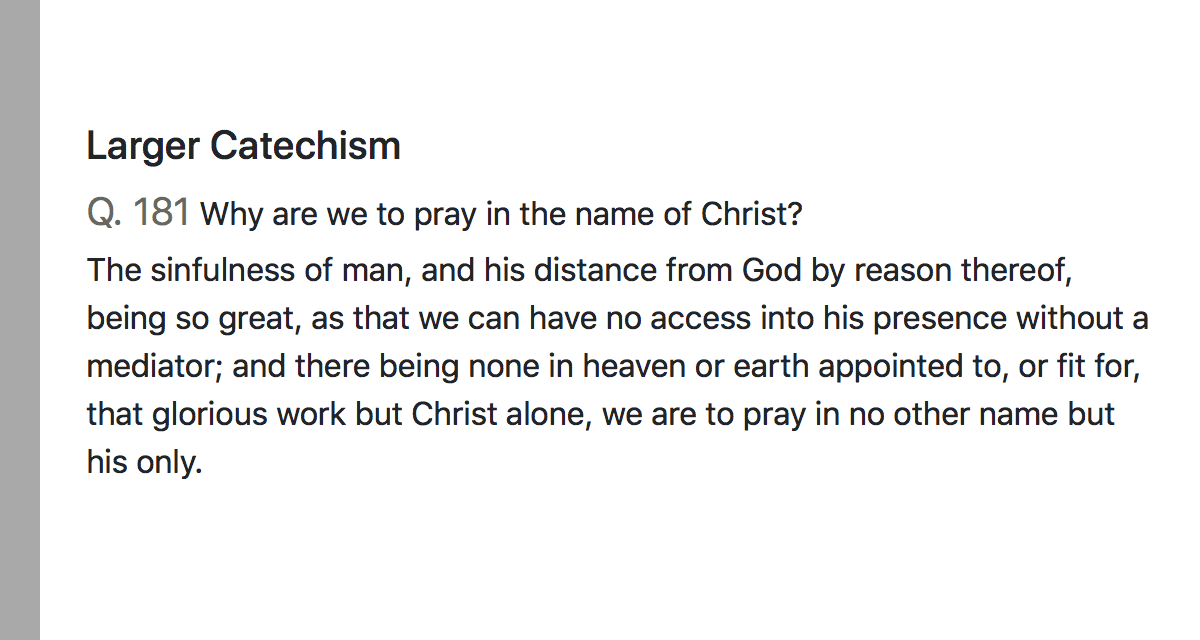 Larger Catechism
Q. 181 Why are we to pray in the name of Christ?
The sinfulness of man, and his distance from God by reason thereof,
being so great, as that we can have no access into his presence without a
mediator; and there being none in heaven or earth appointed to, or fit for,
that glorious work but Christ alone, we are to pray in no other name but
his only.